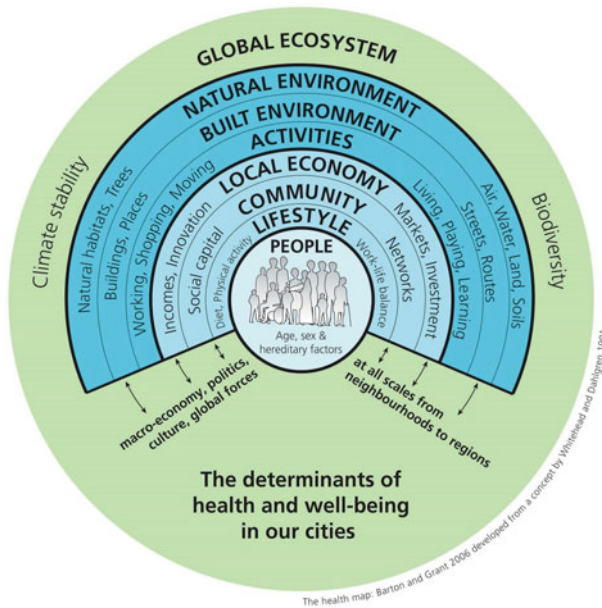 GLOBAL ECOSYSTEM
NATURAL ENVIRONMENT
BUILT ENVIRONMENT
ACTIVITIES
LOCAL ECONOMY
COMMUNITY
LIFESTYLE
PEOPLE
Climate stability
Natural habitats, Trees
Buildings, Places
Working, Shopping, Moving
Incomes, Innovation
Social capital
Diet, Physical activity
Work-life balance
Networks
Markets, Investment
Living, Playing, Learning
Streets, Routes
Air, Water, Land, Soils
Biodiversity
Age, sex &
hereditary factors
macro-economy, politics,
culture, global forces
at all scales from
neighbourhoods to regions
The determinants of
health and well-being
in our cities
The health map: Barton and Grant 2006 developed from a concept by Whitehead and Dahlgren,